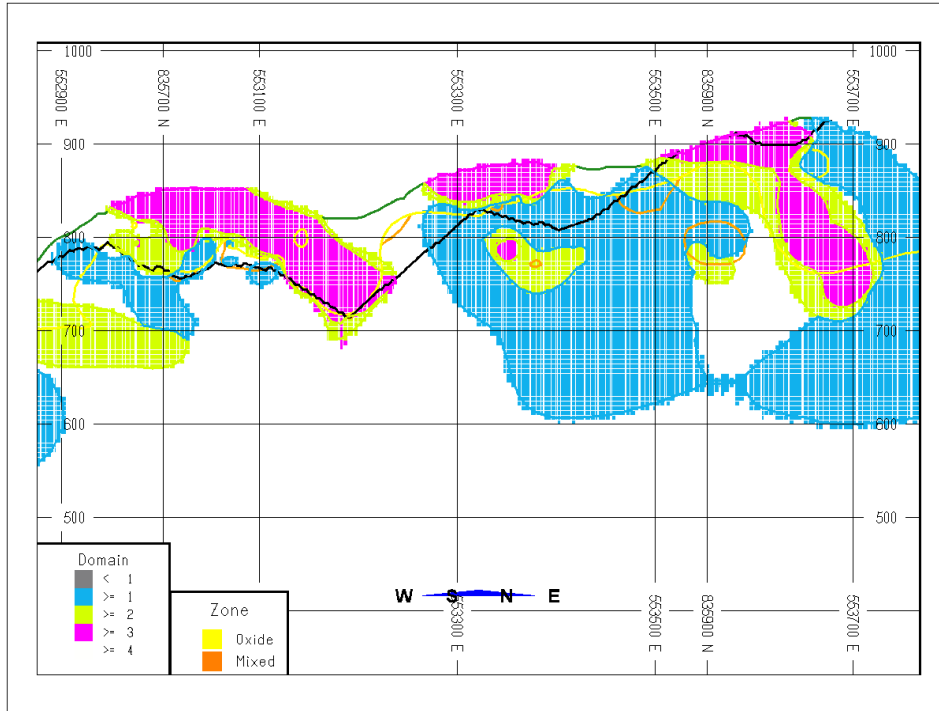 1000 1000
552900 E 835700 N 553100 E 553300 E 553500 E 835900 N 553700 E
900 900
800 800
700 700
600 600
500 500
Domain
< 1
>= 1
>= 2
>= 3
>= 4
Zone
Oxide
Mixed
W S N E
553300 E 553500 E 835900 N 553700 E